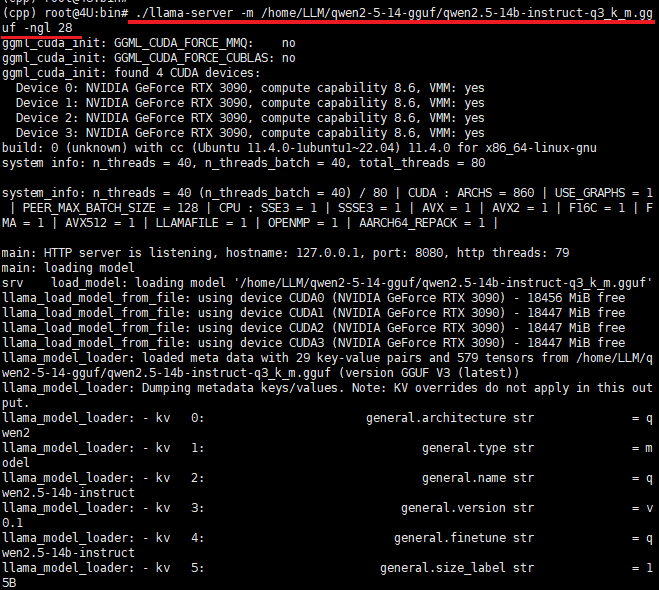 (cpp) root@4U:bin# ./llama-server -m /home/LLM/qwen2-5-14-gguf/qwen2.5-14b-instruct-q3_k_m.gg
uf -ngl 28
ggml_cuda_init: GGML_CUDA_FORCE_MMQ:    no
ggml_cuda_init: GGML_CUDA_FORCE_CUBLAS: no
ggml_cuda_init: found 4 CUDA devices:
  Device 0: NVIDIA GeForce RTX 3090, compute capability 8.6, VMM: yes
  Device 1: NVIDIA GeForce RTX 3090, compute capability 8.6, VMM: yes
  Device 2: NVIDIA GeForce RTX 3090, compute capability 8.6, VMM: yes
  Device 3: NVIDIA GeForce RTX 3090, compute capability 8.6, VMM: yes
build: 0 (unknown) with cc (Ubuntu 11.4.0-1ubuntu1~22.04) 11.4.0 for x86_64-linux-gnu
system info: n_threads = 40, n_threads_batch = 40, total_threads = 80

system_info: n_threads = 40 (n_threads_batch = 40) / 80 | CUDA : ARCHS = 860 | USE_GRAPHS = 1
 | PEER_MAX_BATCH_SIZE = 128 | CPU : SSE3 = 1 | SSSE3 = 1 | AVX = 1 | AVX2 = 1 | F16C = 1 | F
MA = 1 | AVX512 = 1 | LLAMAFILE = 1 | OPENMP = 1 | AARCH64_REPACK = 1 |

main: HTTP server is listening, hostname: 127.0.0.1, port: 8080, http threads: 79
main: loading model
srv    load_model: loading model '/home/LLM/qwen2-5-14-gguf/qwen2.5-14b-instruct-q3_k_m.gguf'
llama_load_model_from_file: using device CUDA0 (NVIDIA GeForce RTX 3090) - 18456 MiB free
llama_load_model_from_file: using device CUDA1 (NVIDIA GeForce RTX 3090) - 18447 MiB free
llama_load_model_from_file: using device CUDA2 (NVIDIA GeForce RTX 3090) - 18447 MiB free
llama_load_model_from_file: using device CUDA3 (NVIDIA GeForce RTX 3090) - 18447 MiB free
llama_model_loader: loaded meta data with 29 key-value pairs and 579 tensors from /home/LLM/q
wen2-5-14-gguf/qwen2.5-14b-instruct-q3_k_m.gguf (version GGUF V3 (latest))
llama_model_loader: Dumping metadata keys/values. Note: KV overrides do not apply in this out
put.
llama_model_loader: - kv   0:                       general.architecture str              = q
wen2
llama_model_loader: - kv   1:                               general.type str              = m
odel
llama_model_loader: - kv   2:                               general.name str              = q
wen2.5-14b-instruct
llama_model_loader: - kv   3:                            general.version str              = v
0.1
llama_model_loader: - kv   4:                           general.finetune str              = q
wen2.5-14b-instruct
llama_model_loader: - kv   5:                         general.size_label str              = 1
5B